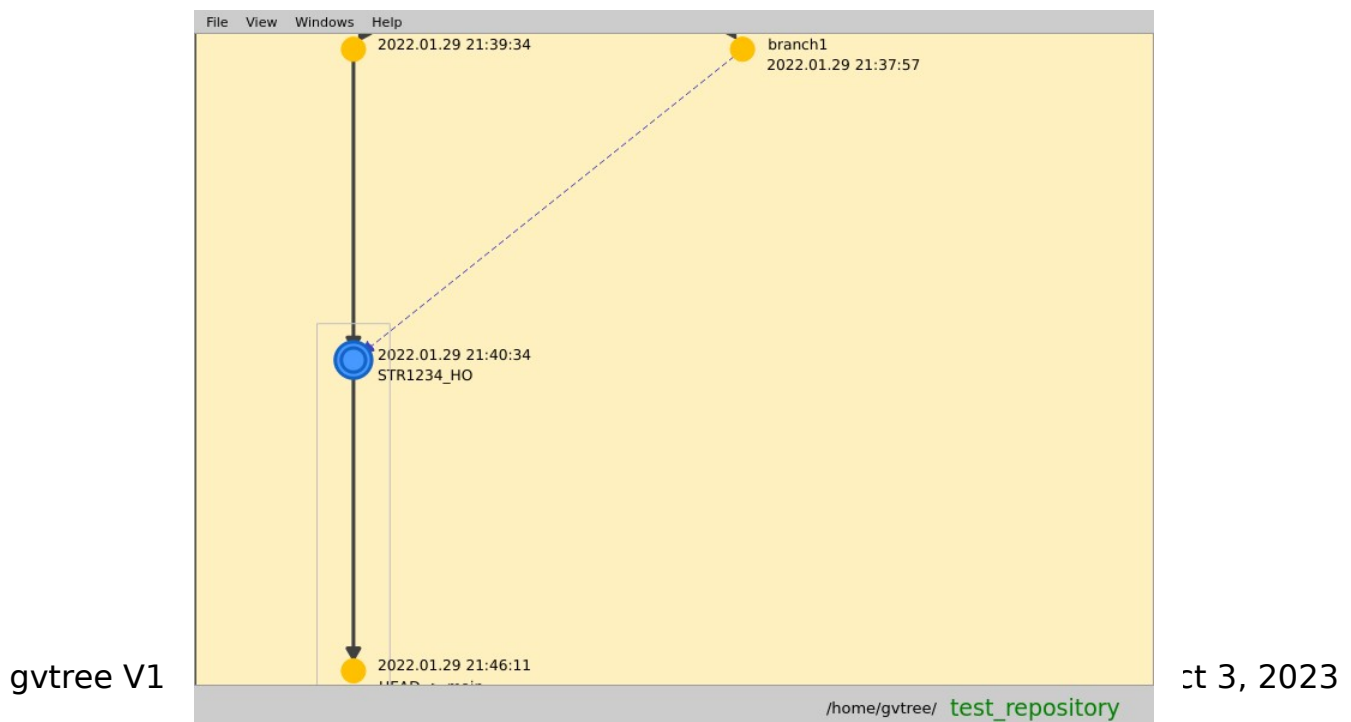 File View Windows Help
2022.01.29 21:39:34
branch1
2022.01.29 21:37:57
2022.01.29 21:40:34
STR1234_HO
2022.01.29 21:46:11
gvtree V1
3, 2023
/home/gvtree/ test_repository